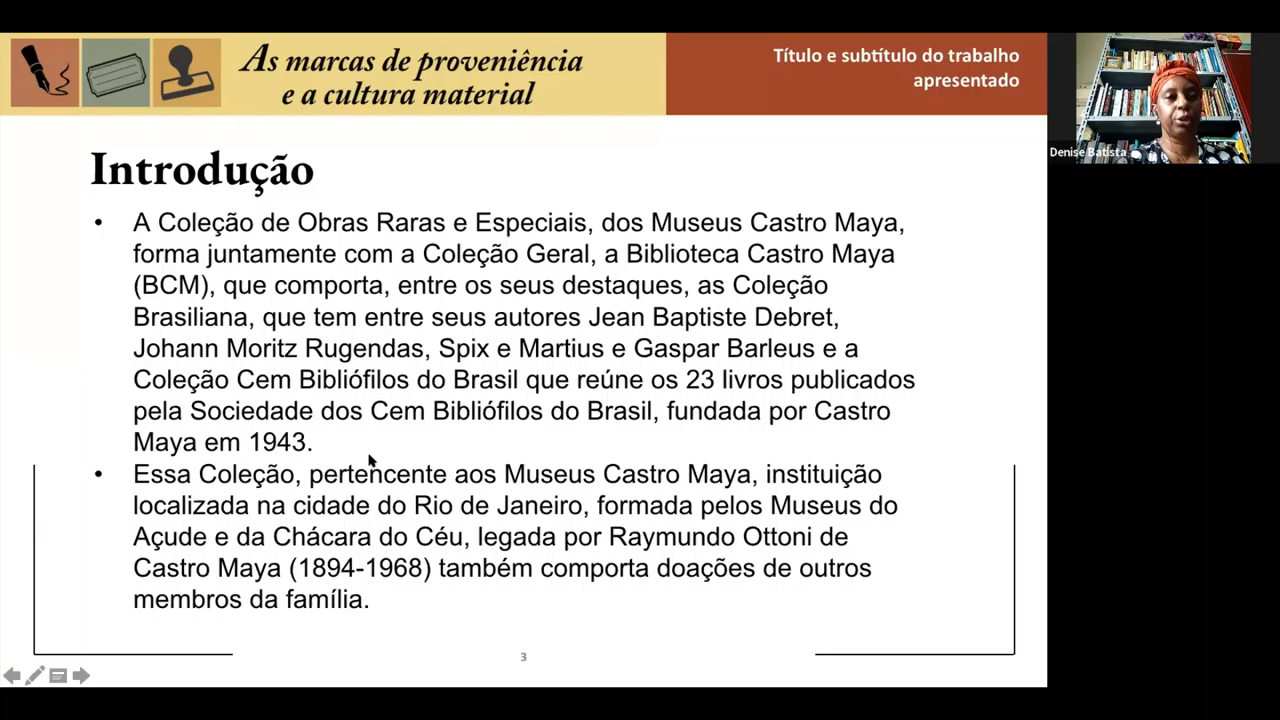 As marcas de proveniência
e a cultura material
Título e subtítulo do trabalho
apresentado
Denise Batista
Introdução
• A Coleção de Obras Raras e Especiais, dos Museus Castro Maya,
forma juntamente com a Coleção Geral, a Biblioteca Castro Maya
(BCM), que comporta, entre os seus destaques, as Coleção
Brasiliana, que tem entre seus autores Jean Baptiste Debret,
Johann Moritz Rugendas, Spix e Martius e Gaspar Barleus e a
Coleção Cem Bibliófilos do Brasil que reúne os 23 livros publicados
pela Sociedade dos Cem Bibliófilos do Brasil, fundada por Castro
Maya em 1943.
• Essa Coleção, pertencente aos Museus Castro Maya, instituição
localizada na cidade do Rio de Janeiro, formada pelos Museus do
Açude e da Chácara do Céu, legada por Raymundo Ottoni de
Castro Maya (1894-1968) também comporta doações de outros
membros da família.
3